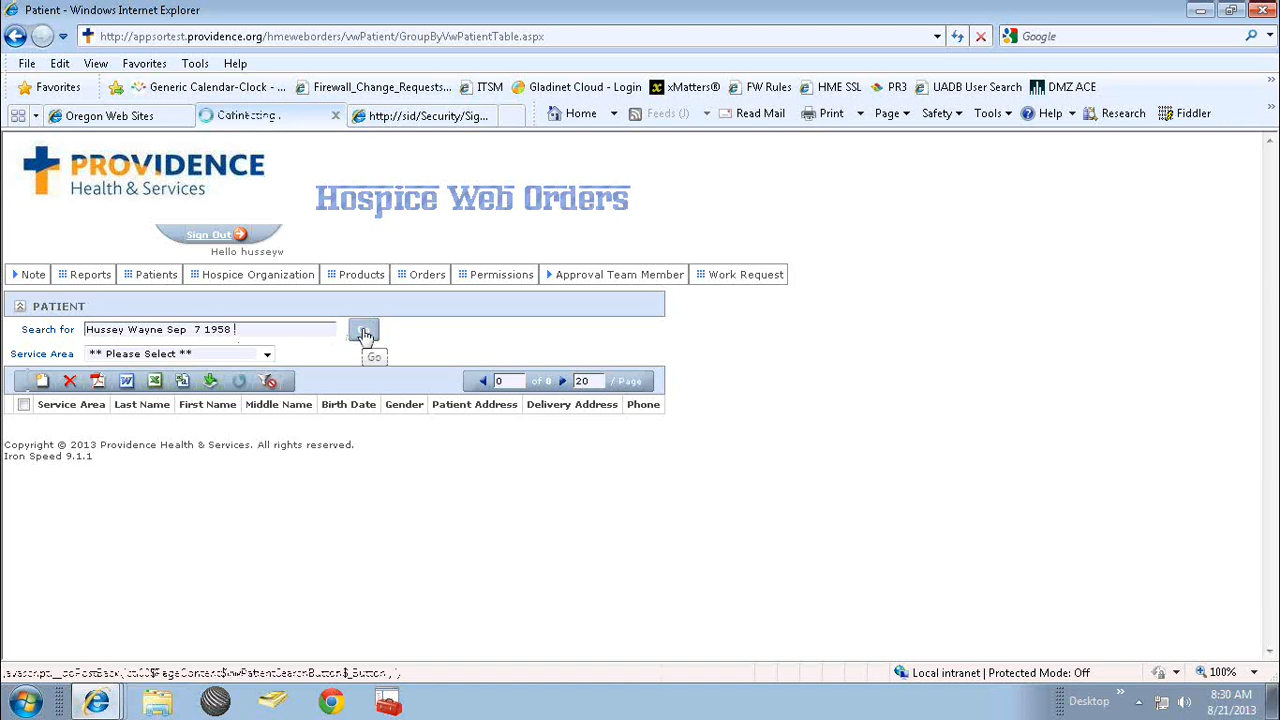 Patient - Windows Internet Explorer
http://appsortest.providence.org/hmeweborders/vwPatient/GroupByVwPatientTable.aspx
Google
File Edit View Favorites Tools Help
Favorites Generic Calendar-Clock - ... Firewall_Change_Requests... ITSM Gladinet Cloud - Login xMatters® FW Rules HME SSL PR3 UADB User Search DMZ ACE
Oregon Web Sites http://sid/Security/Sig... Home Feeds (J) Read Mail Print Page Safety Tools Help Research Fiddler
PROVIDENCE
Health & Services
Hospice Web Orders
Sign Out
Hello husseyw
Note Reports Patients Hospice Organization Products Orders Permissions Approval Team Member Work Request
PATIENT
Search for Hussey Wayne Sep 7 1958
Go
Service Area ** Please Select **
0 of 0 20 / Page
Service Area Last Name First Name Middle Name Birth Date Gender Patient Address Delivery Address Phone
Copyright © 2013 Providence Health & Services. All rights reserved.
Iron Speed 9.1.1
Local intranet | Protected Mode: Off 100%
Desktop
8:30 AM
8/21/2013